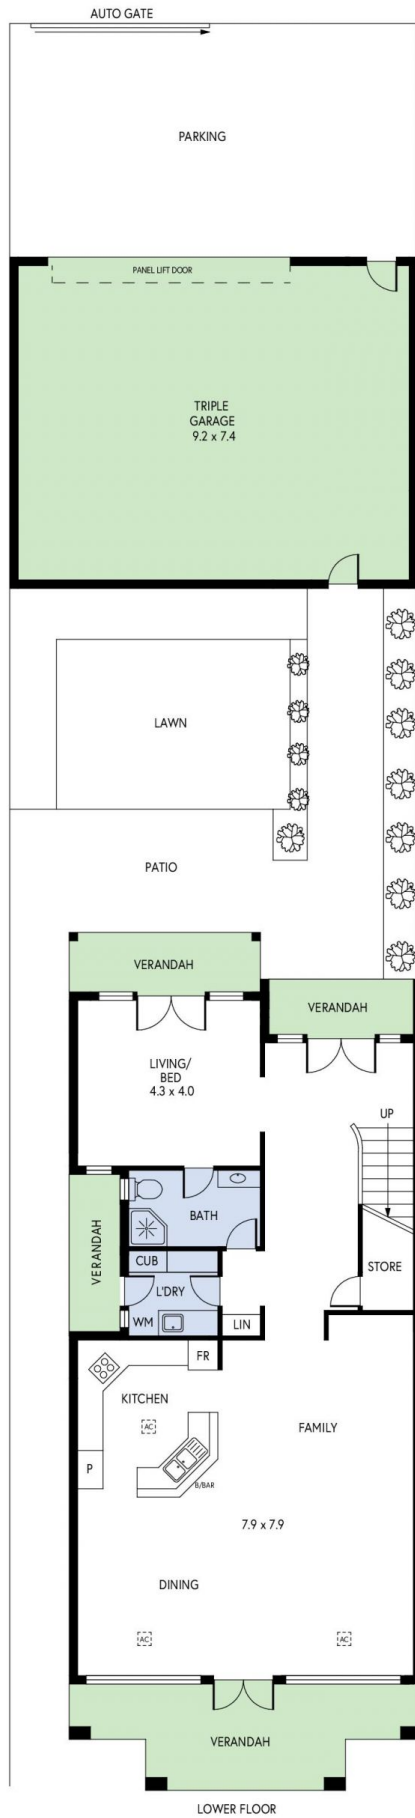 AUTO GATE
PARKING
PANEL LIFT DOOR
TRIPLE
GARAGE
9.2 x 7.4
LAWN
PATIO
VERANDAH
VERANDAH
LIVING/
BED
4.3 x 4.0
UP
BATH
VERANDAH
STORE
CUB
L'DRY
WM
LIN
FR
KITCHEN
AC
FAMILY
P
B/BAR
7.9 x 7.9
DINING
AC
AC
VERANDAH
LOWER FLOOR